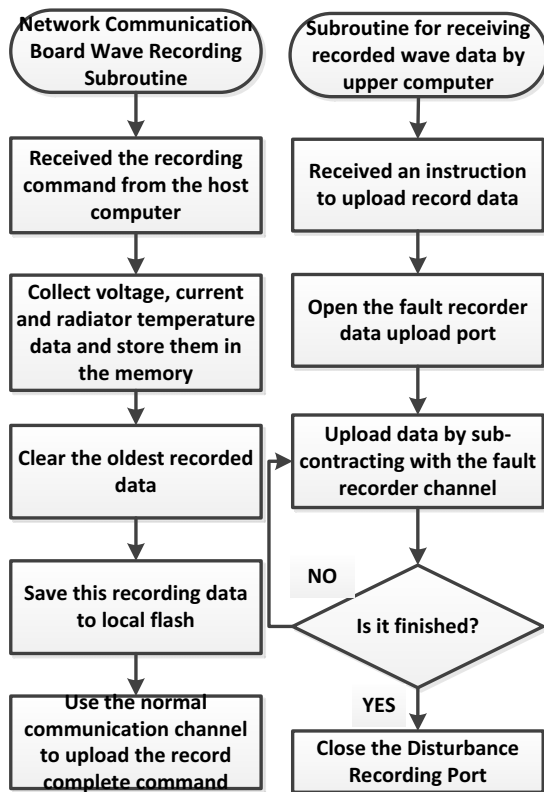 Network Communication
Board Wave Recording
Subroutine
Received the recording
command from the host
computer
Collect voltage, current
and radiator temperature
data and store them in
the memory
Clear the oldest recorded
data
Save this recording data
to local flash
Use the normal
communication channel
to upload the record
complete command
Subroutine for receiving
recorded wave data by
upper computer
Received an instruction
to upload record data
Open the fault recorder
data upload port
Upload data by sub-
contracting with the fault
recorder channel
NO
Is it finished?
YES
Close the Disturbance
Recording Port